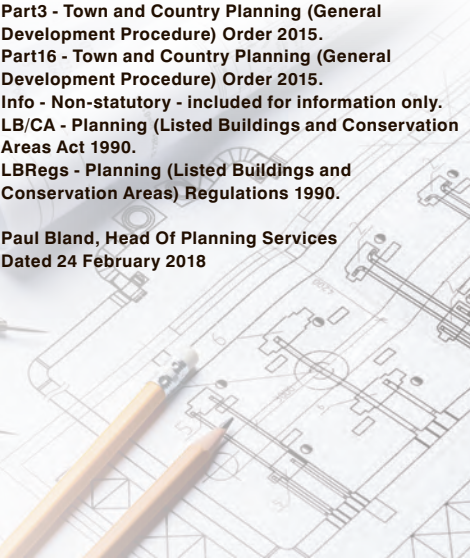 Part3 - Town and Country Planning (General
Development Procedure) Order 2015.
Part16 - Town and Country Planning (General
Development Procedure) Order 2015.
Info - Non-statutory - included for information only.
LB/CA - Planning (Listed Buildings and Conservation
Areas Act 1990.
LBRegs - Planning (Listed Buildings and
Conservation Areas) Regulations 1990.
Paul Bland, Head Of Planning Services
Dated 24 February 2018